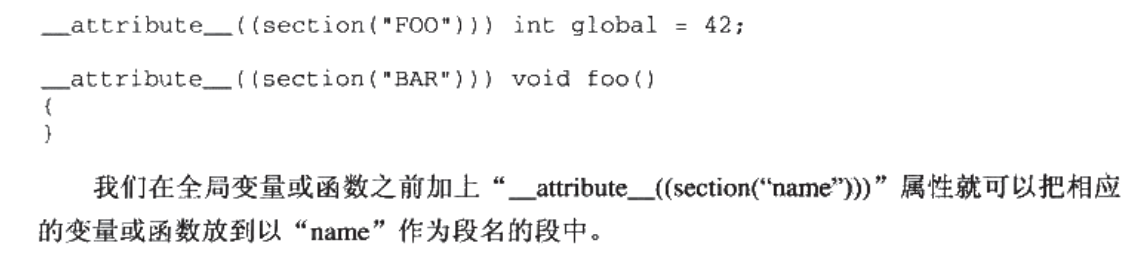 __attribute__((section("FOO"))) int global = 42;
__attribute__((section("BAR"))) void foo()
{
}
我们在全局变量或函数之前加上“__attribute__((section(“name”)))”属性就可以把相应
的变量或函数放到以“name”作为段名的段中。